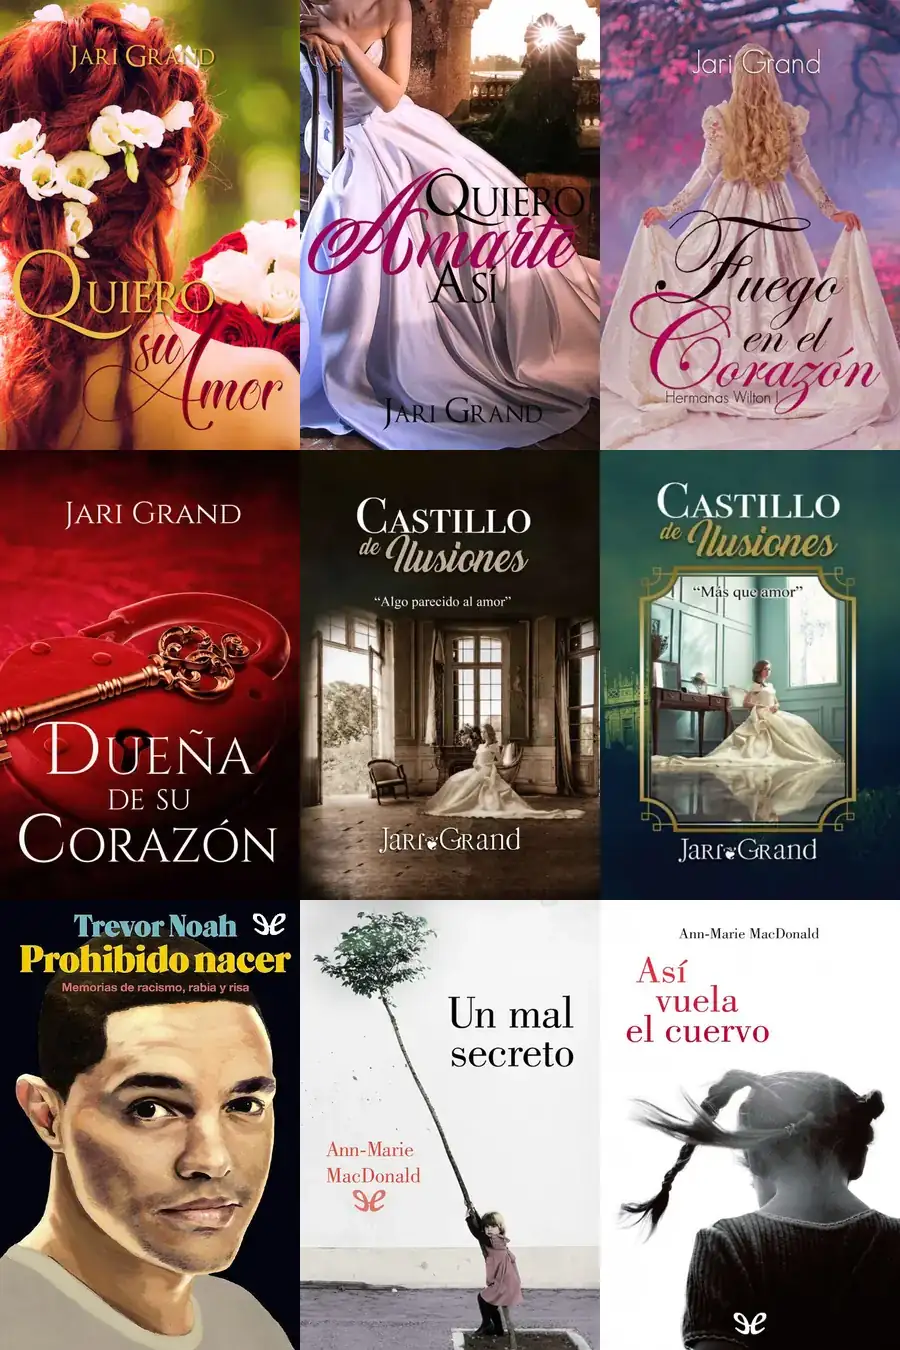 JARI GRAND
QUIERO
su
Amor
QUIERO
Amarte
ASÍ
JARI GRAND
Jari Grand
Fuego
en el
Corazón
Hermanas Wilton I
JARI GRAND
DUEÑA
DE SU
CORAZÓN
CASTILLO
de Ilusiones
“Algo parecido al amor”
JARI GRAND
CASTILLO
de Ilusiones
“Más que amor”
JARI GRAND
Trevor Noah
Prohibido nacer
Memorias de racismo, rabia y risa
Un mal
secreto
Ann-Marie
MacDonald
Ann-Marie MacDonald
Así
vuela
el cuervo